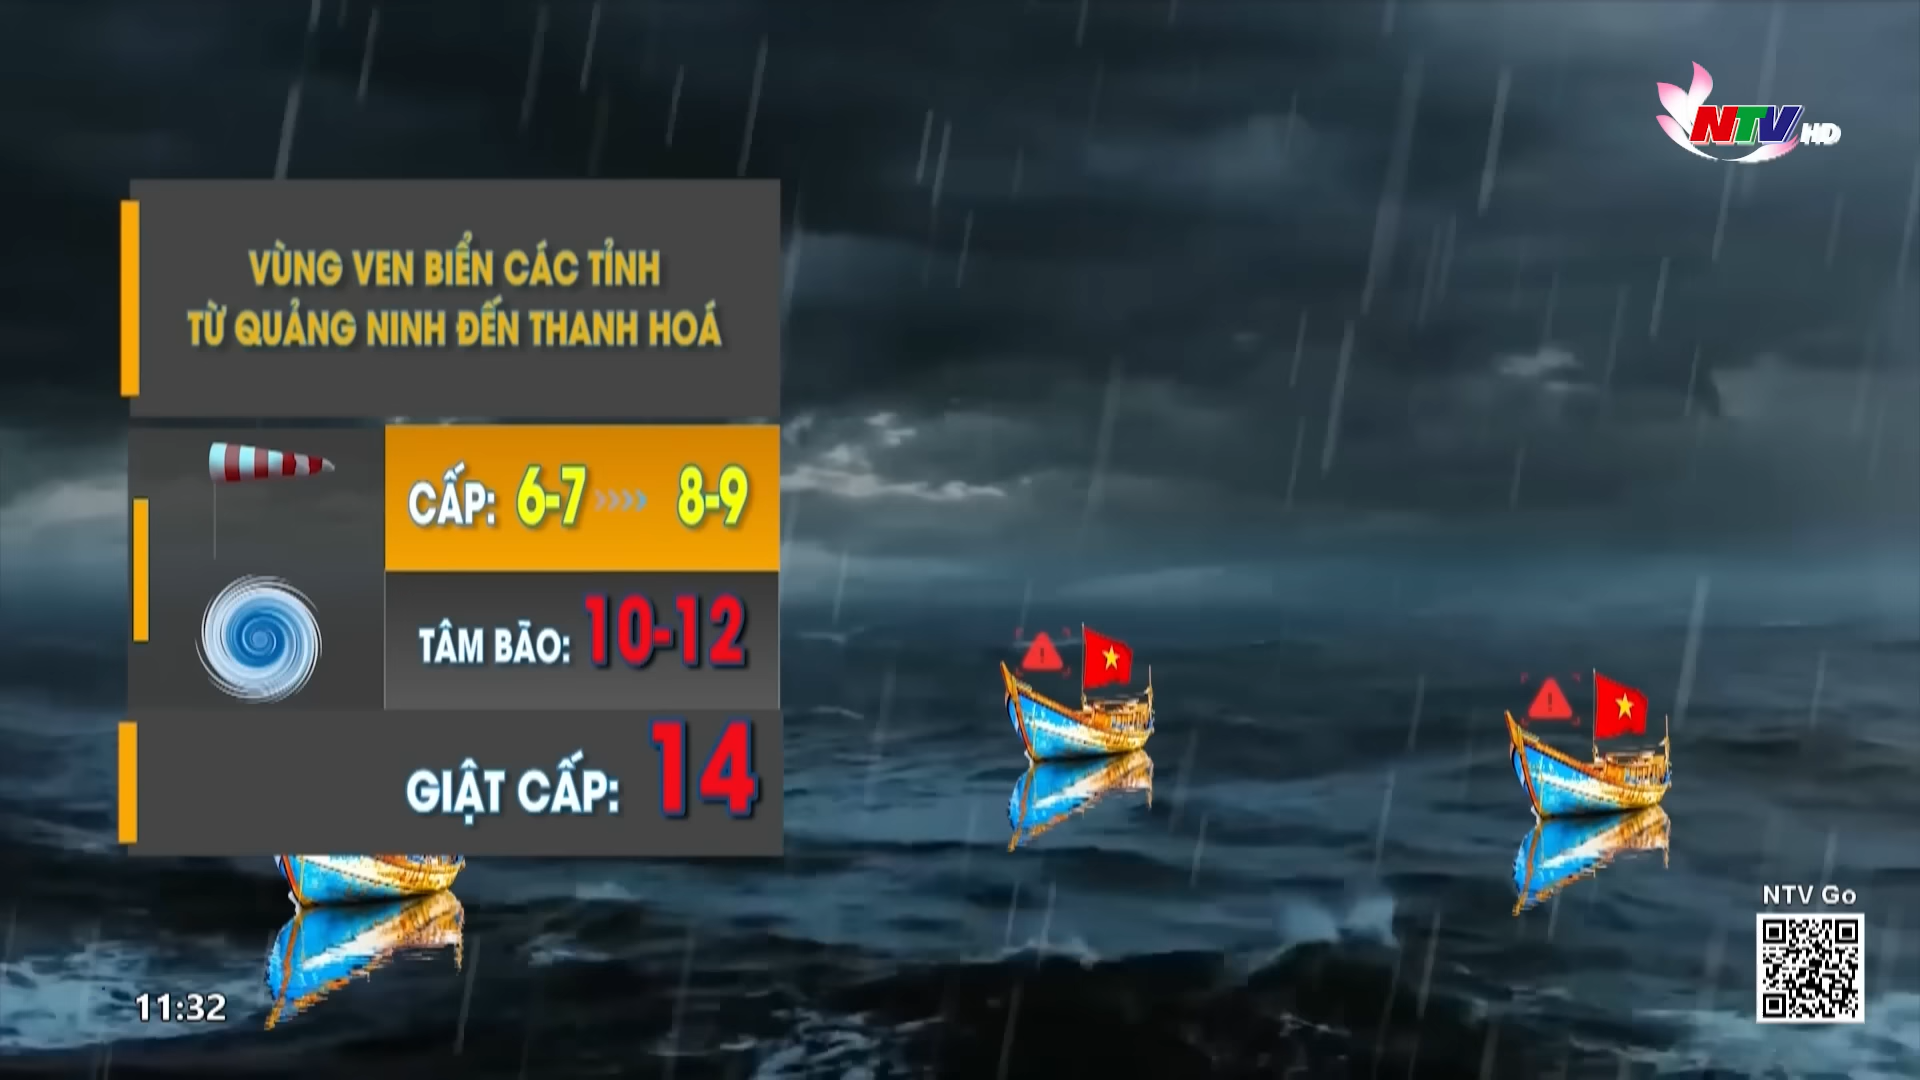 NTV HD
VÙNG VEN BIỂN CÁC TỈNH
TỪ QUẢNG NINH ĐẾN THANH HOÁ
CẤP: 6-7 >>>> 8-9
TÂM BÃO: 10-12
GIẬT CẤP: 14
NTV Go
11:32